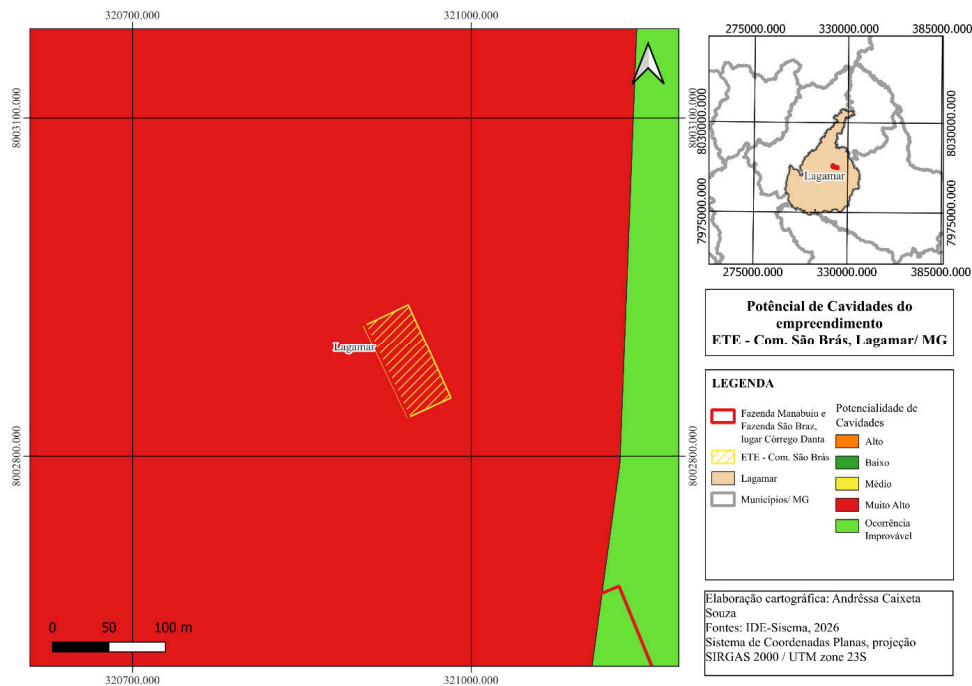 320700.000
321000.000
8003100.000
8003100.000
8002800.000
8002800.000
Lagamar
0 50 100 m
320700.000
321000.000
275000.000 330000.000 385000.000
8030000.000
8030000.000
7975000.000
7975000.000
Lagamar
275000.000 330000.000 385000.000
Potêncial de Cavidades do
empreendimento
ETE - Com. São Brás, Lagamar/ MG
LEGENDA
Fazenda Manabuiu e
Fazenda São Braz,
lugar Córrego Danta
ETE - Com. São Brás
Lagamar
Municípios/ MG
Potencialidade de
Cavidades
Alto
Baixo
Médio
Muito Alto
Ocorrência
Improvável
Elaboração cartográfica: Andrêssa Caixeta
Souza
Fontes: IDE-Sisema, 2026
Sistema de Coordenadas Planas, projeção
SIRGAS 2000 / UTM zone 23S